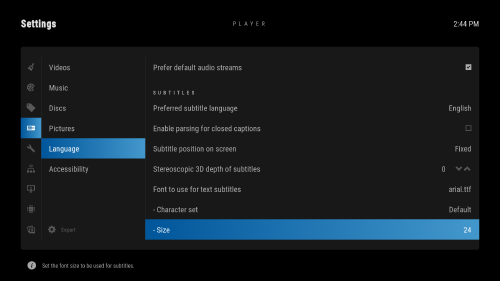 Settings
PLAYER
2:44 PM
Videos
Prefer default audio streams
SUBTITLES
Music
Discs
Preferred subtitle language English
Pictures
Enable parsing for closed captions
Language
Subtitle position on screen Fixed
Accessibility
Stereoscopic 3D depth of subtitles 0
Font to use for text subtitles arial.ttf
- Character set Default
Expert
- Size 24
Set the font size to be used for subtitles.